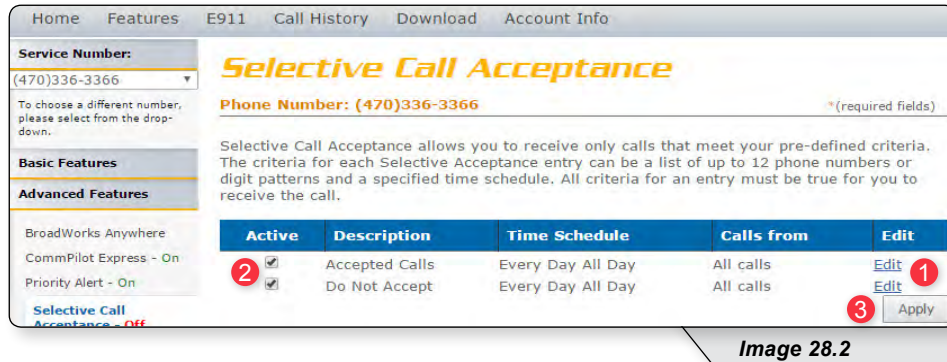 Home Features E911 Call History Download Account Info
Service Number:
(470)336-3366
To choose a different number,
please select from the drop-
down.
Basic Features
Advanced Features
BroadWorks Anywhere
CommPilot Express - On
Priority Alert - On
Selective Call
Acceptance - Off
Selective Call Acceptance
Phone Number: (470)336-3366 *(required fields)
Selective Call Acceptance allows you to receive only calls that meet your pre-defined criteria.
The criteria for each Selective Acceptance entry can be a list of up to 12 phone numbers or
digit patterns and a specified time schedule. All criteria for an entry must be true for you to
receive the call.
Active Description Time Schedule Calls from Edit
Accepted Calls Every Day All Day All calls Edit
2 1
Do Not Accept Every Day All Day All calls Edit
3 Apply
Image 28.2